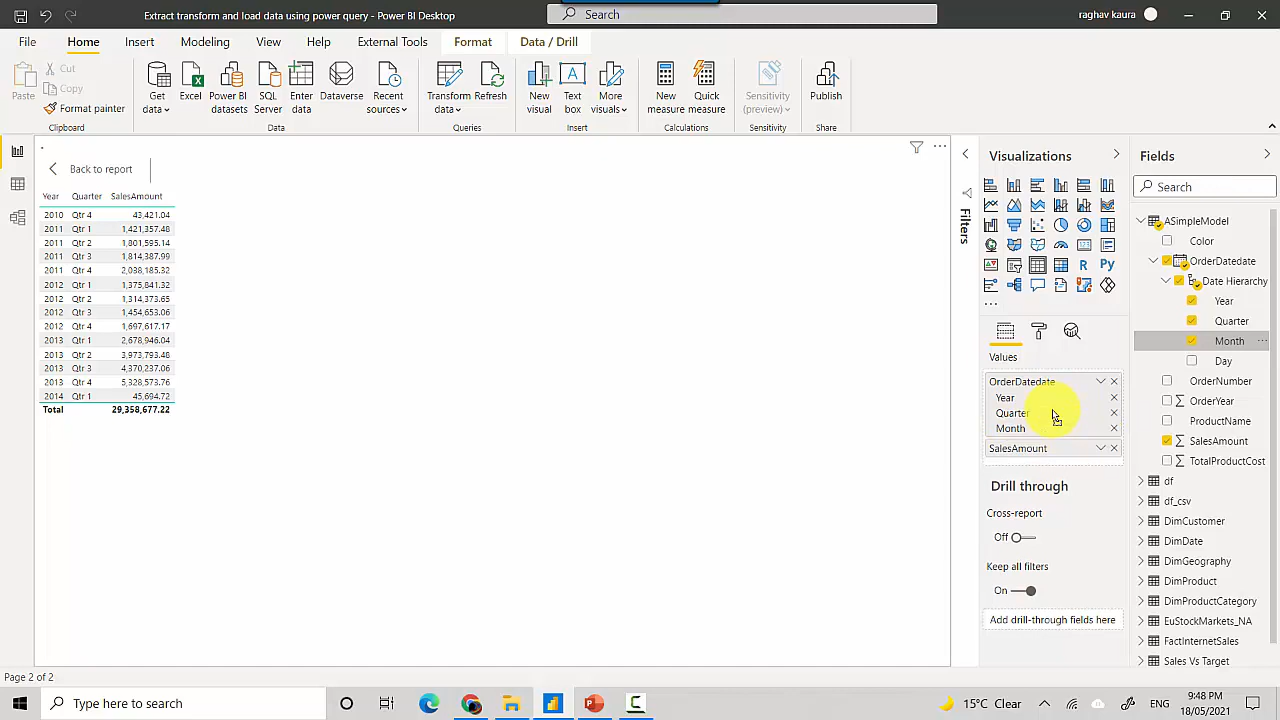 Extract transform and load data using power query - Power BI Desktop
Search
raghav kaura
File
Home
Insert
Modeling
View
Help
External Tools
Format
Data / Drill
Paste
Cut
Copy
Format painter
Clipboard
Get data
Excel
Power BI datasets
SQL Server
Enter data
Dataverse
Recent sources
Data
Transform data
Refresh
Queries
New visual
Text box
More visuals
Insert
New measure
Quick measure
Calculations
Sensitivity (preview)
Sensitivity
Publish
Share
Back to report
Year Quarter SalesAmount
2010 Qtr 4 43,421.04
2011 Qtr 1 1,421,357.48
2011 Qtr 2 1,801,595.14
2011 Qtr 3 1,814,387.99
2011 Qtr 4 2,038,185.32
2012 Qtr 1 1,375,841.32
2012 Qtr 2 1,314,373.65
2012 Qtr 3 1,454,653.06
2012 Qtr 4 1,697,617.17
2013 Qtr 1 2,678,946.04
2013 Qtr 2 3,973,793.48
2013 Qtr 3 4,370,237.06
2013 Qtr 4 5,328,573.76
2014 Qtr 1 45,694.72
Total 29,358,677.22
Filters
Visualizations
R
Py
123
Values
OrderDatedate
Year
Quarter
Month
SalesAmount
Drill through
Cross-report
Off
Keep all filters
On
Add drill-through fields here
Fields
Search
ASimpleModel
Color
OrderDatedate
Date Hierarchy
Year
Quarter
Month
Day
OrderNumber
OrderYear
ProductName
SalesAmount
TotalProductCost
df
df_csv
DimCustomer
DimDate
DimGeography
DimProduct
DimProductCategory
EuStockMarkets_NA
FactInternetSales
Sales Vs Target
Page 2 of 2
Type here to search
15°C Clear
ENG
9:48 PM
18/05/2021